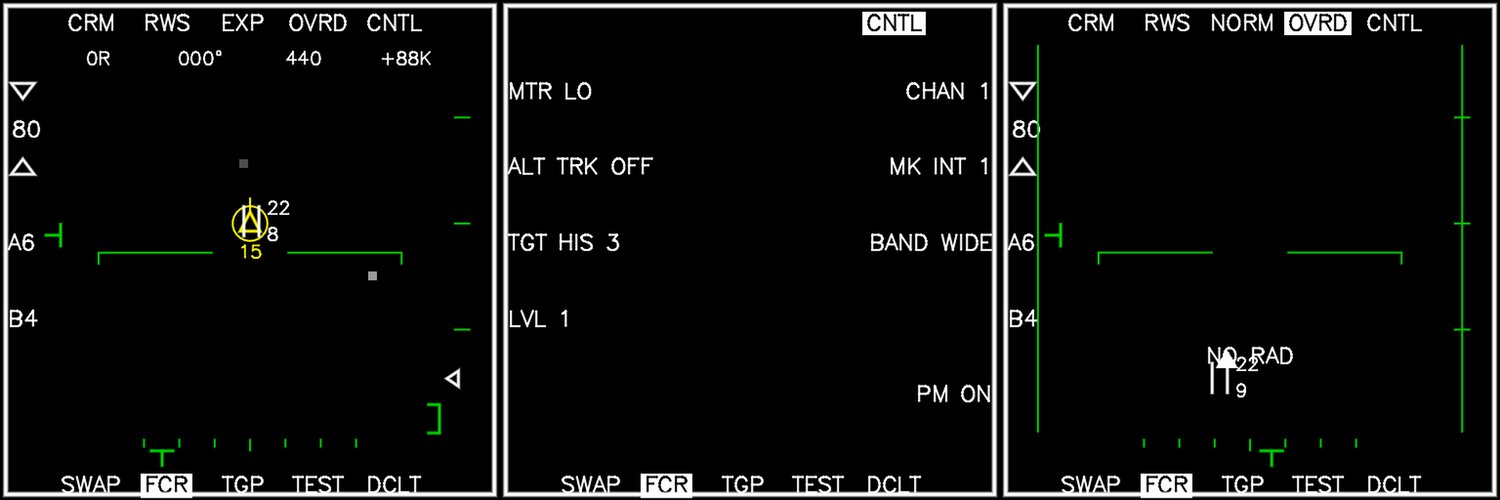 CRM RWS EXP OVRD CNTL
0R 000° 440 +88K
80
22
8
15
A6
B4
SWAP FCR TGP TEST DCLT
CNTL
MTR LO CHAN 1
ALT TRK OFF MK INT 1
TGT HIS 3 BAND WIDE
LVL 1
PM ON
SWAP FCR TGP TEST DCLT
CRM RWS NORM OVRD CNTL
80
A6
B4
NO RAD
22
9
SWAP FCR TGP TEST DCLT